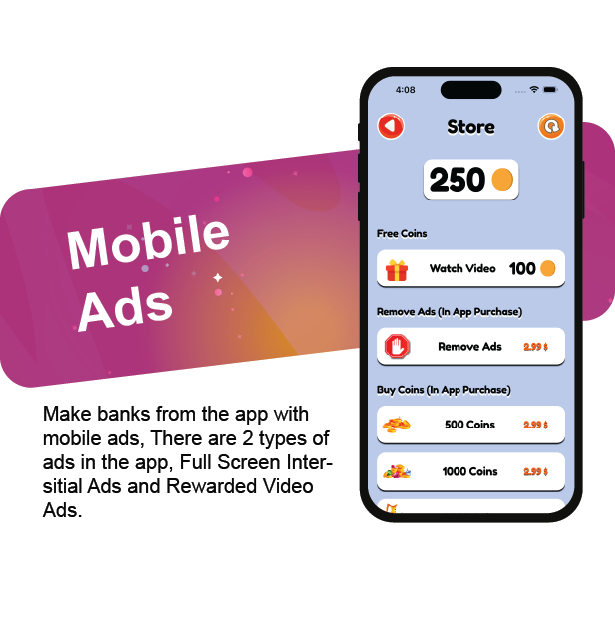 Mobile
Ads
Make banks from the app with
mobile ads, There are 2 types of
ads in the app, Full Screen Inter-
sitial Ads and Rewarded Video
Ads.
4:08
Store
250
Free Coins
Watch Video 100
Remove Ads (In App Purchase)
Remove Ads 2.99 $
Buy Coins (In App Purchase)
500 Coins 2.99 $
1000 Coins 2.99 $